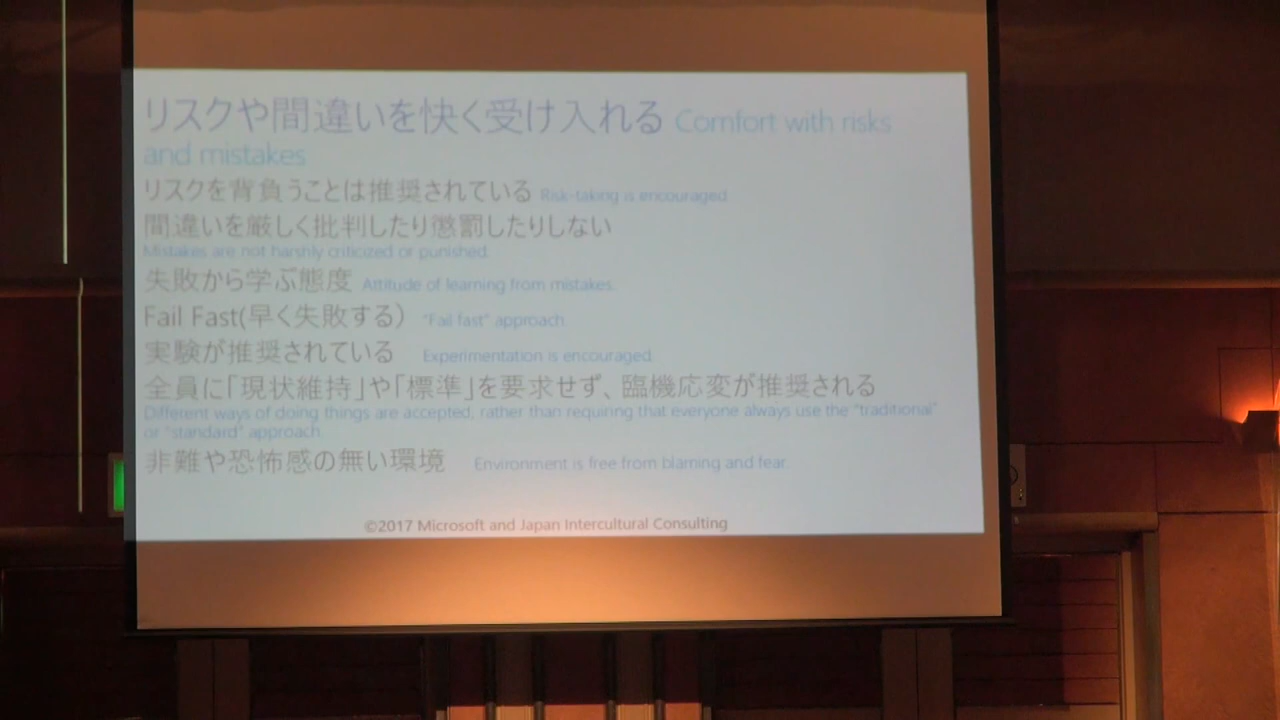 リスクや間違いを快く受け入れる Comfort with risks
and mistakes
リスクを背負うことは推奨されている Risk-taking is encouraged
間違いを厳しく批判したり懲罰したりしない
Mistakes are not harshly criticized or punished.
失敗から学ぶ態度 Attitude of learning from mistakes.
Fail Fast(早く失敗する） "Fail fast" approach.
実験が推奨されている Experimentation is encouraged.
全員に「現状維持」や「標準」を要求せず、臨機応変が推奨される
Different ways of doing things are accepted, rather than requiring that everyone always use the "traditional"
or "standard" approach.
非難や恐怖感の無い環境 Environment is free from blaming and fear.
©2017 Microsoft and Japan Intercultural Consulting